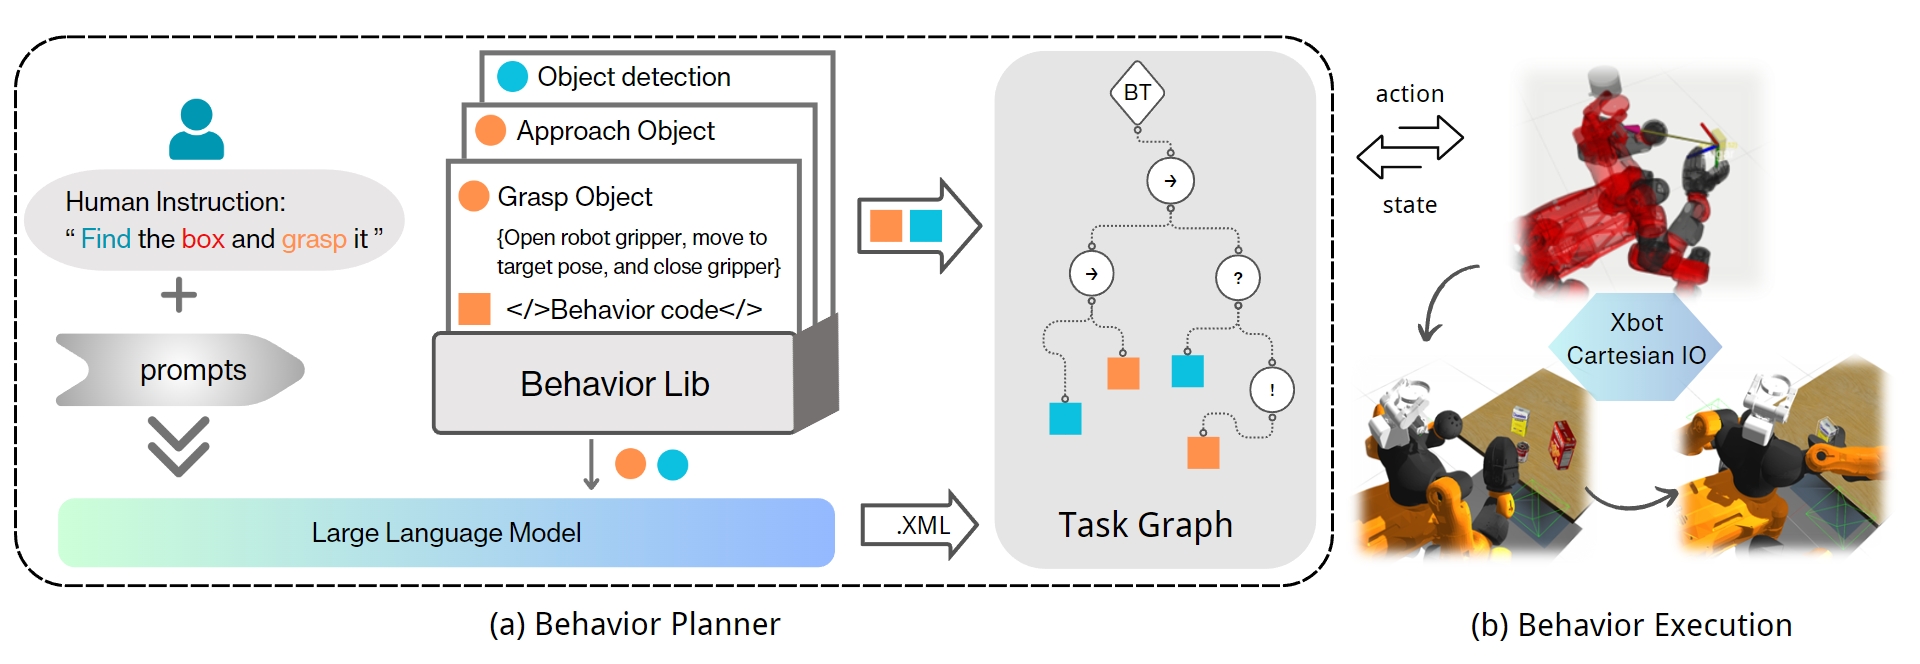 Human Instruction:
“ Find the box and grasp it ”
prompts
Object detection
Approach Object
Grasp Object
{Open robot gripper, move to
target pose, and close gripper}
</>Behavior code</>
Behavior Lib
Large Language Model
.XML
BT
→
→
?
!
Task Graph
(a) Behavior Planner
action
state
Xbot
Cartesian IO
(b) Behavior Execution